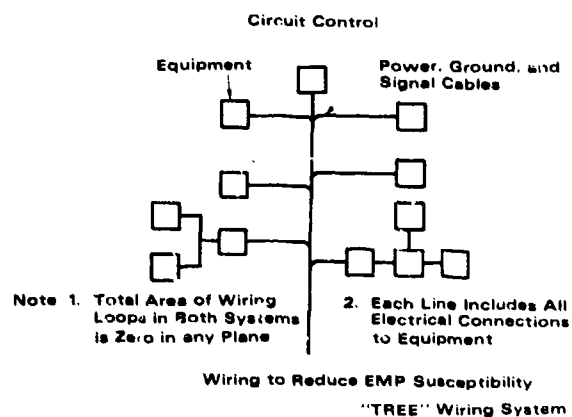 Circuit Control
Equipment
Power, Ground, and
Signal Cables
Note 1. Total Area of Wiring
Loops in Both Systems
is Zero in any Plane
2. Each Line Includes All
Electrical Connections
to Equipment
Wiring to Reduce EMP Susceptibility
"TREE" Wiring System